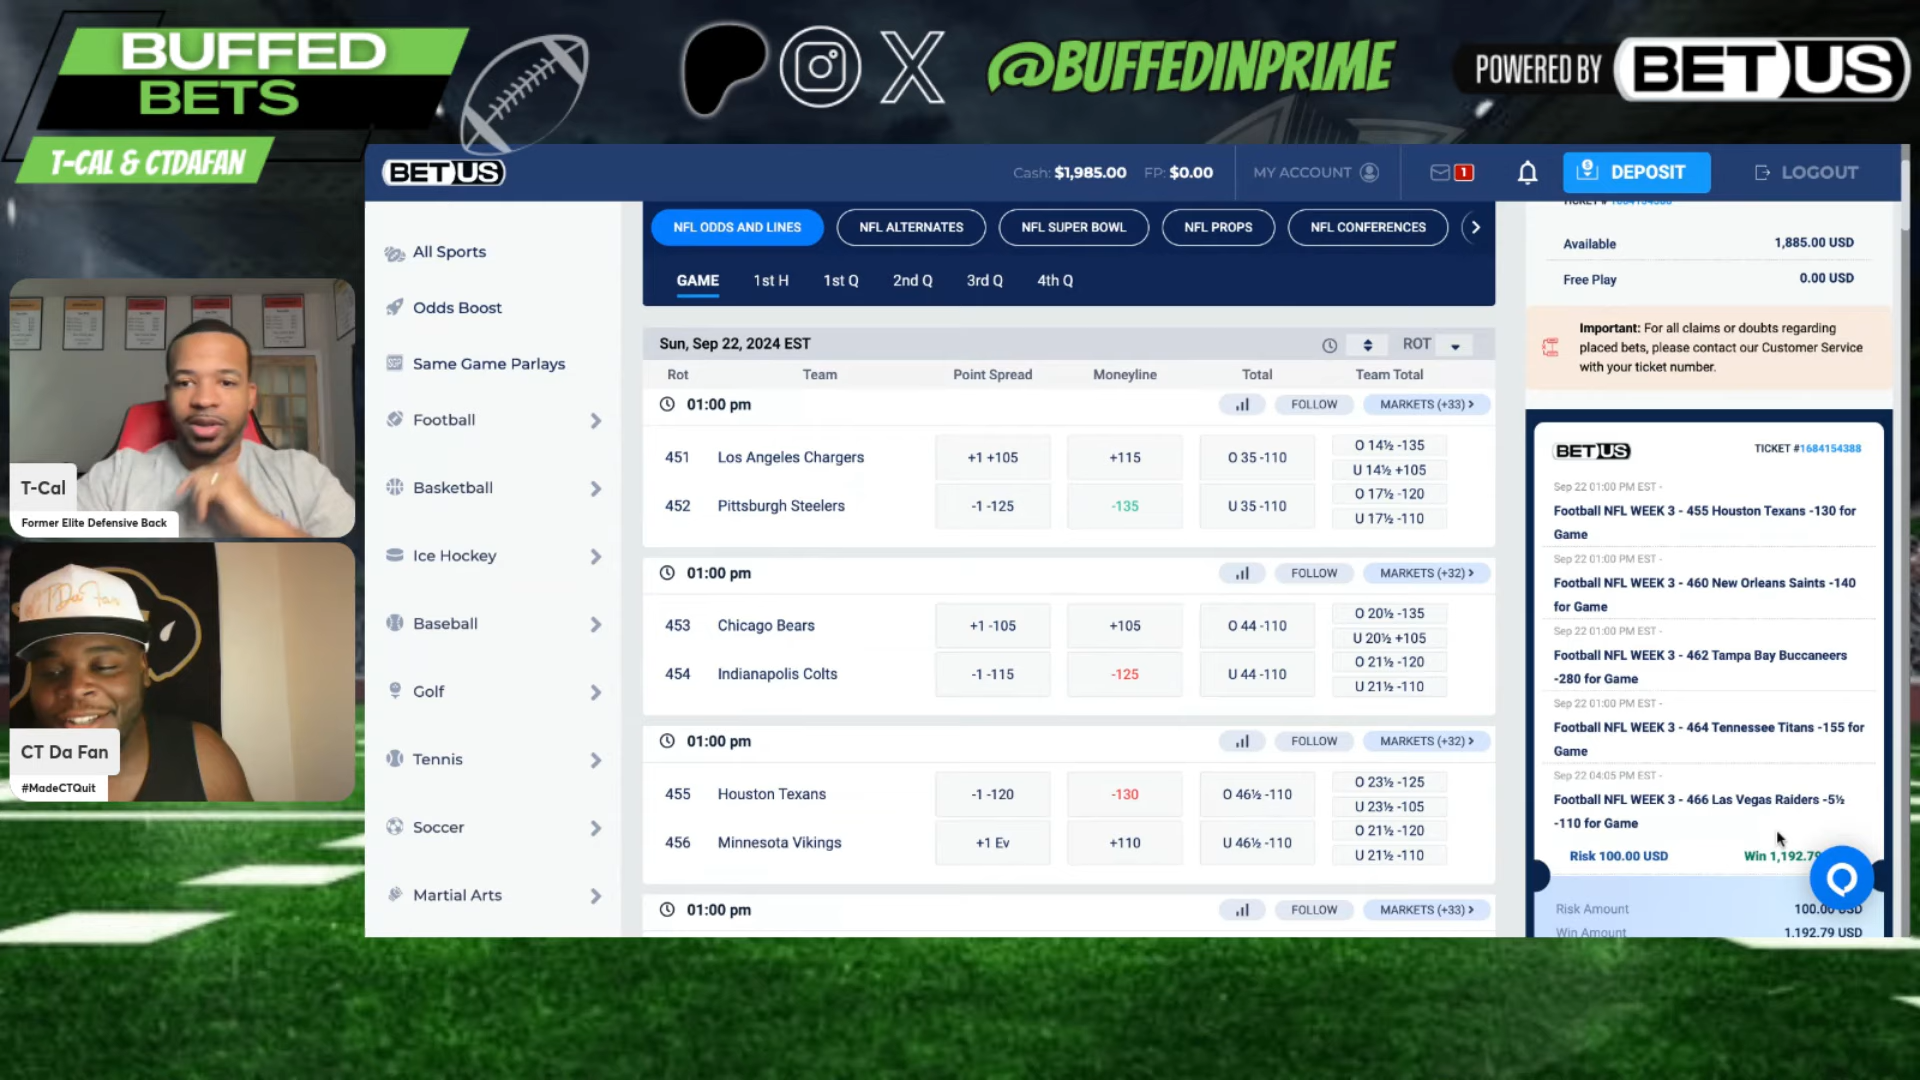 BUFFED
BETS
T-CAL & CTDAFAN
@BUFFEDINPRIME
POWERED BY BETUS
BETUS
Cash: $1,985.00 FP: $0.00
MY ACCOUNT
1
DEPOSIT
LOGOUT
All Sports
Odds Boost
Same Game Parlays
Football
Basketball
Ice Hockey
Baseball
Golf
Tennis
Soccer
Martial Arts
NFL ODDS AND LINES NFL ALTERNATES NFL SUPER BOWL NFL PROPS NFL CONFERENCES
GAME 1st H 1st Q 2nd Q 3rd Q 4th Q
Sun, Sep 22, 2024 EST ROT
Rot Team Point Spread Moneyline Total Team Total
01:00 pm FOLLOW MARKETS (+33)
451 Los Angeles Chargers +1 +105 +115 O 35 -110 O 14½ -135
U 14½ +105
452 Pittsburgh Steelers -1 -125 -135 U 35 -110 O 17½ -120
U 17½ -110
01:00 pm FOLLOW MARKETS (+32)
453 Chicago Bears +1 -105 +105 O 44 -110 O 20½ -135
U 20½ +105
454 Indianapolis Colts -1 -115 -125 U 44 -110 O 21½ -120
U 21½ -110
01:00 pm FOLLOW MARKETS (+32)
455 Houston Texans -1 -120 -130 O 46½ -110 O 23½ -125
U 23½ -105
456 Minnesota Vikings +1 Ev +110 U 46½ -110 O 21½ -120
U 21½ -110
01:00 pm FOLLOW MARKETS (+33)
TICKET # 1684154388
Available 1,885.00 USD
Free Play 0.00 USD
Important: For all claims or doubts regarding
placed bets, please contact our Customer Service
with your ticket number.
BETUS TICKET #1684154388
Sep 22 01:00 PM EST -
Football NFL WEEK 3 - 455 Houston Texans -130 for
Game
Sep 22 01:00 PM EST -
Football NFL WEEK 3 - 460 New Orleans Saints -140
for Game
Sep 22 01:00 PM EST -
Football NFL WEEK 3 - 462 Tampa Bay Buccaneers
-280 for Game
Sep 22 01:00 PM EST -
Football NFL WEEK 3 - 464 Tennessee Titans -155 for
Game
Sep 22 04:05 PM EST -
Football NFL WEEK 3 - 466 Las Vegas Raiders -5½
-110 for Game
Risk 100.00 USD Win 1,192.79
Risk Amount 100.00 USD
Win Amount 1,192.79 USD
T-Cal
Former Elite Defensive Back
CT Da Fan
#MadeCTQuit